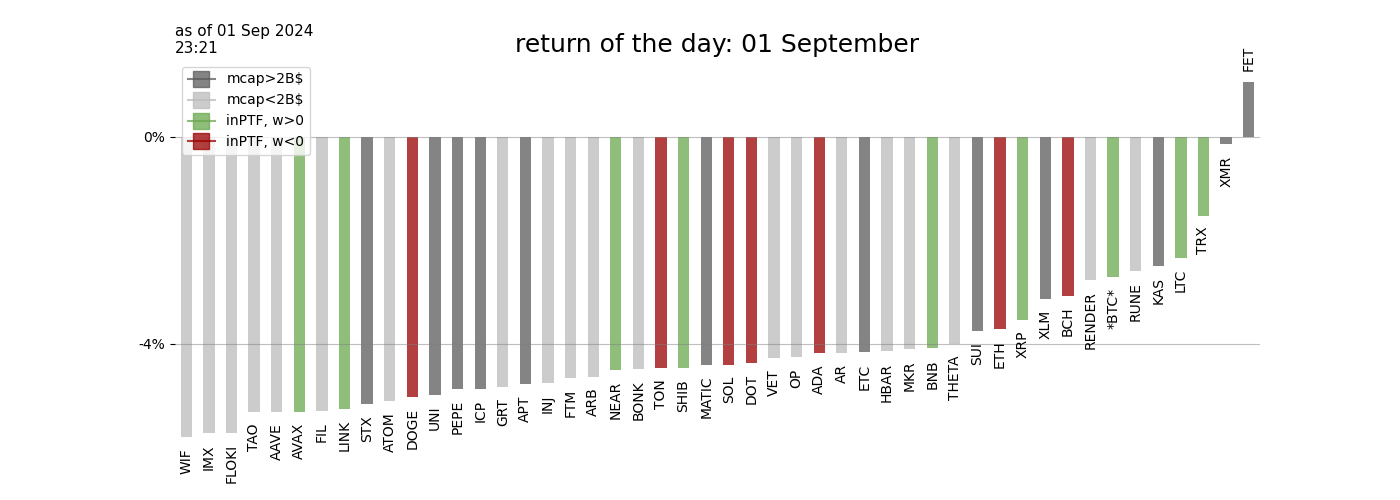 as of 01 Sep 2024
23:21
return of the day: 01 September
mcap>2B$
mcap<2B$
inPTF, w>0
inPTF, w<0
0%
-4%
WIF
IMX
FLOKI
TAO
AAVE
AVAX
FIL
LINK
STX
ATOM
DOGE
UNI
PEPE
ICP
GRT
APT
INJ
FTM
ARB
NEAR
BONK
TON
SHIB
MATIC
SOL
DOT
VET
OP
ADA
AR
ETC
HBAR
MKR
BNB
THETA
SUI
ETH
XRP
XLM
BCH
RENDER
*BTC*
RUNE
KAS
LTC
TRX
XMR
FET